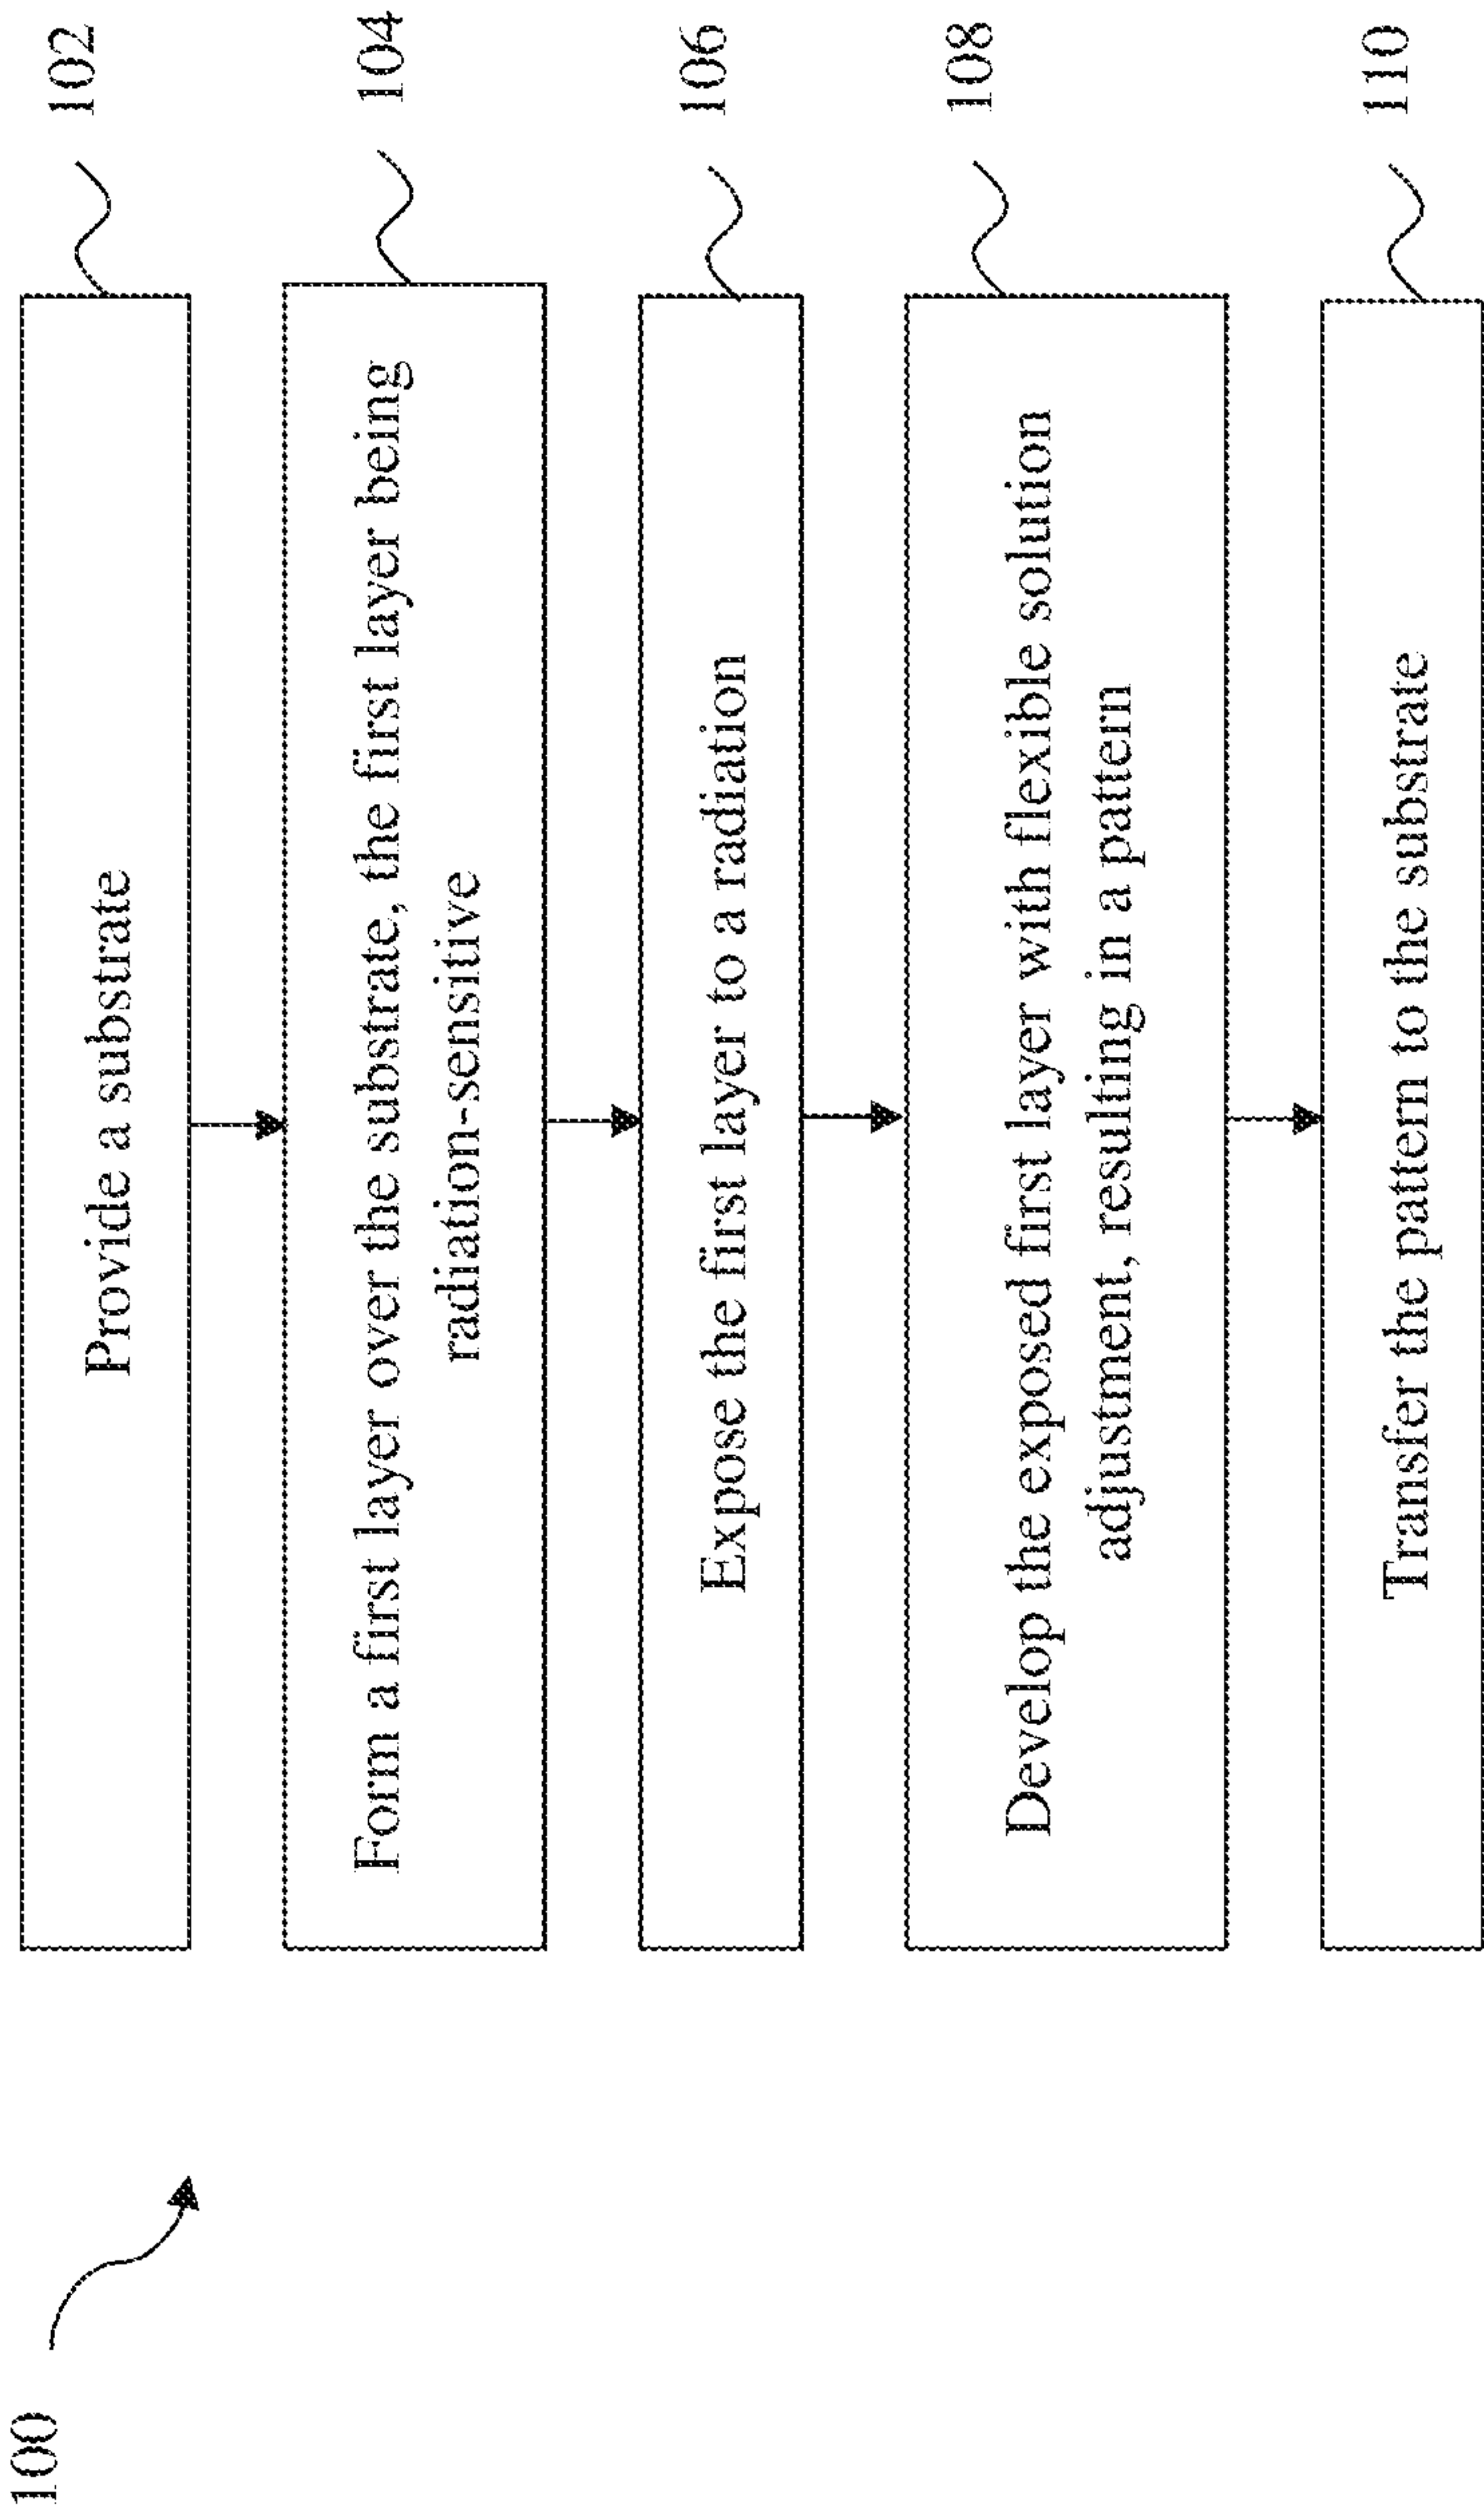 100
Provide a substrate
102
Form a first layer over the substrate, the first layer being
radiation-sensitive
104
Expose the first layer to a radiation
106
Develop the exposed first layer with flexible solution
adjustment, resulting in a pattern
108
Transfer the pattern to the substrate
110